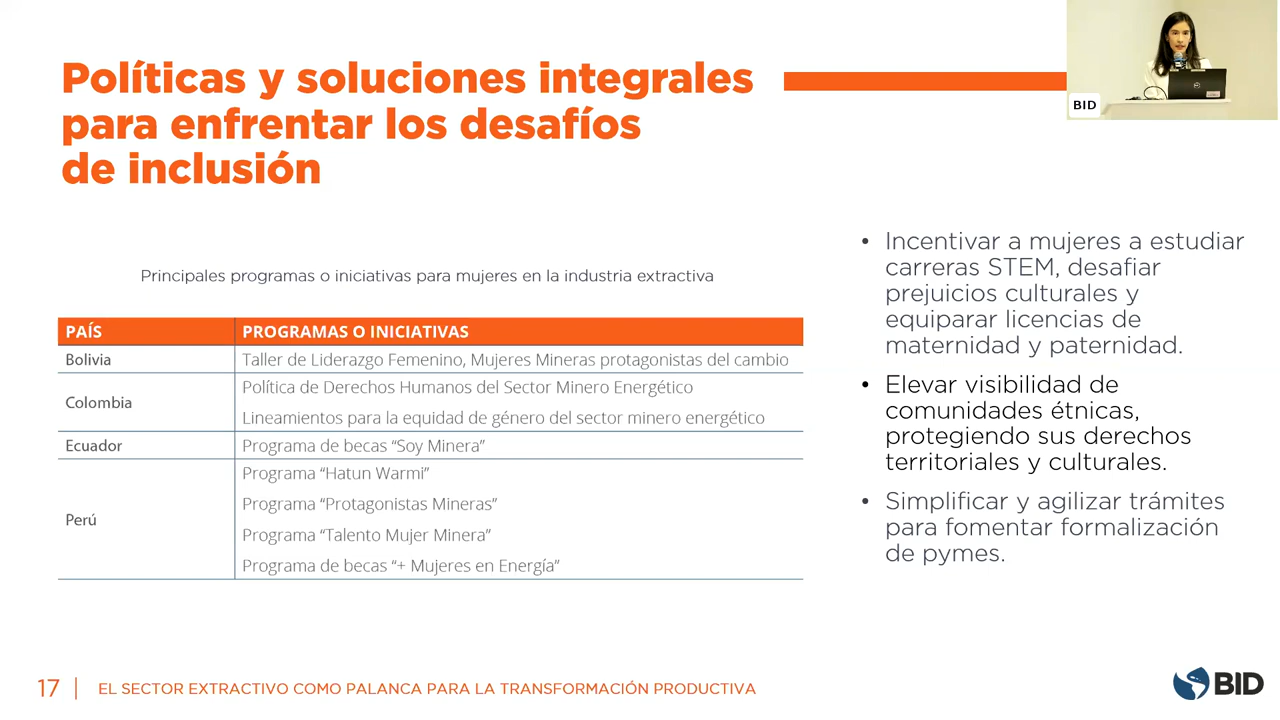 Políticas y soluciones integrales
para enfrentar los desafíos
de inclusión
BID
Principales programas o iniciativas para mujeres en la industria extractiva
PAÍS PROGRAMAS O INICIATIVAS
Bolivia Taller de Liderazgo Femenino, Mujeres Mineras protagonistas del cambio
Colombia Política de Derechos Humanos del Sector Minero Energético
Lineamientos para la equidad de género del sector minero energético
Ecuador Programa de becas “Soy Minera”
Perú Programa “Hatun Warmi”
Programa “Protagonistas Mineras”
Programa “Talento Mujer Minera”
Programa de becas “+ Mujeres en Energía”
• Incentivar a mujeres a estudiar
carreras STEM, desafiar
prejuicios culturales y
equiparar licencias de
maternidad y paternidad.
• Elevar visibilidad de
comunidades étnicas,
protegiendo sus derechos
territoriales y culturales.
• Simplificar y agilizar trámites
para fomentar formalización
de pymes.
17 | EL SECTOR EXTRACTIVO COMO PALANCA PARA LA TRANSFORMACIÓN PRODUCTIVA
BID